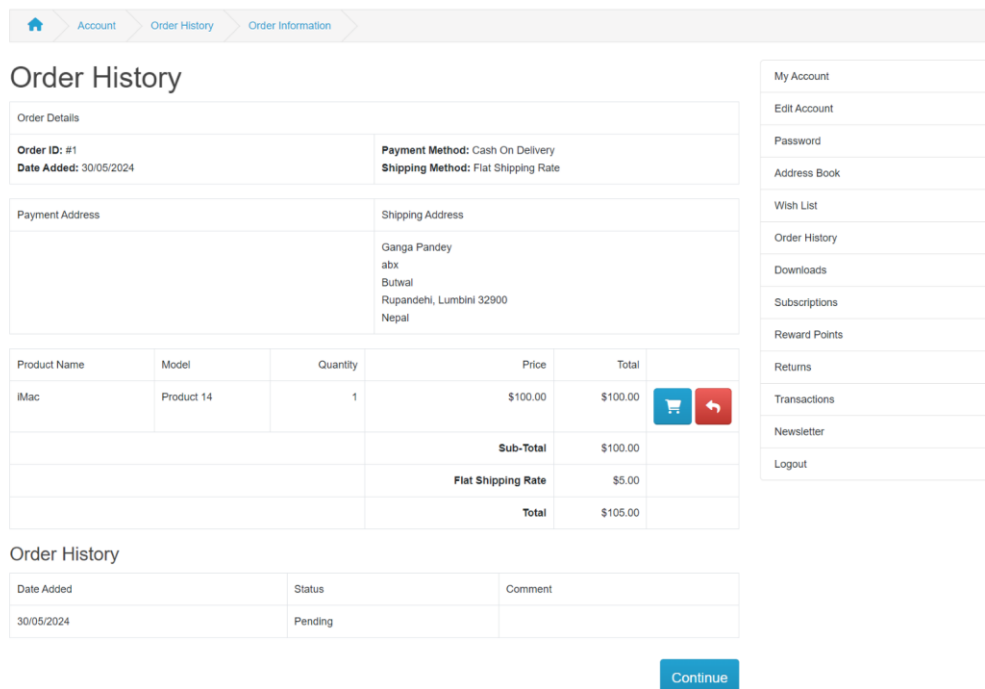 Account Order History Order Information
Order History
Order Details
Order ID: #1
Date Added: 30/05/2024
Payment Method: Cash On Delivery
Shipping Method: Flat Shipping Rate
Payment Address Shipping Address
Ganga Pandey
abx
Butwal
Rupandehi, Lumbini 32900
Nepal
Product Name Model Quantity Price Total
iMac Product 14 1 $100.00 $100.00
Sub-Total $100.00
Flat Shipping Rate $5.00
Total $105.00
Order History
Date Added Status Comment
30/05/2024 Pending
Continue
My Account
Edit Account
Password
Address Book
Wish List
Order History
Downloads
Subscriptions
Reward Points
Returns
Transactions
Newsletter
Logout